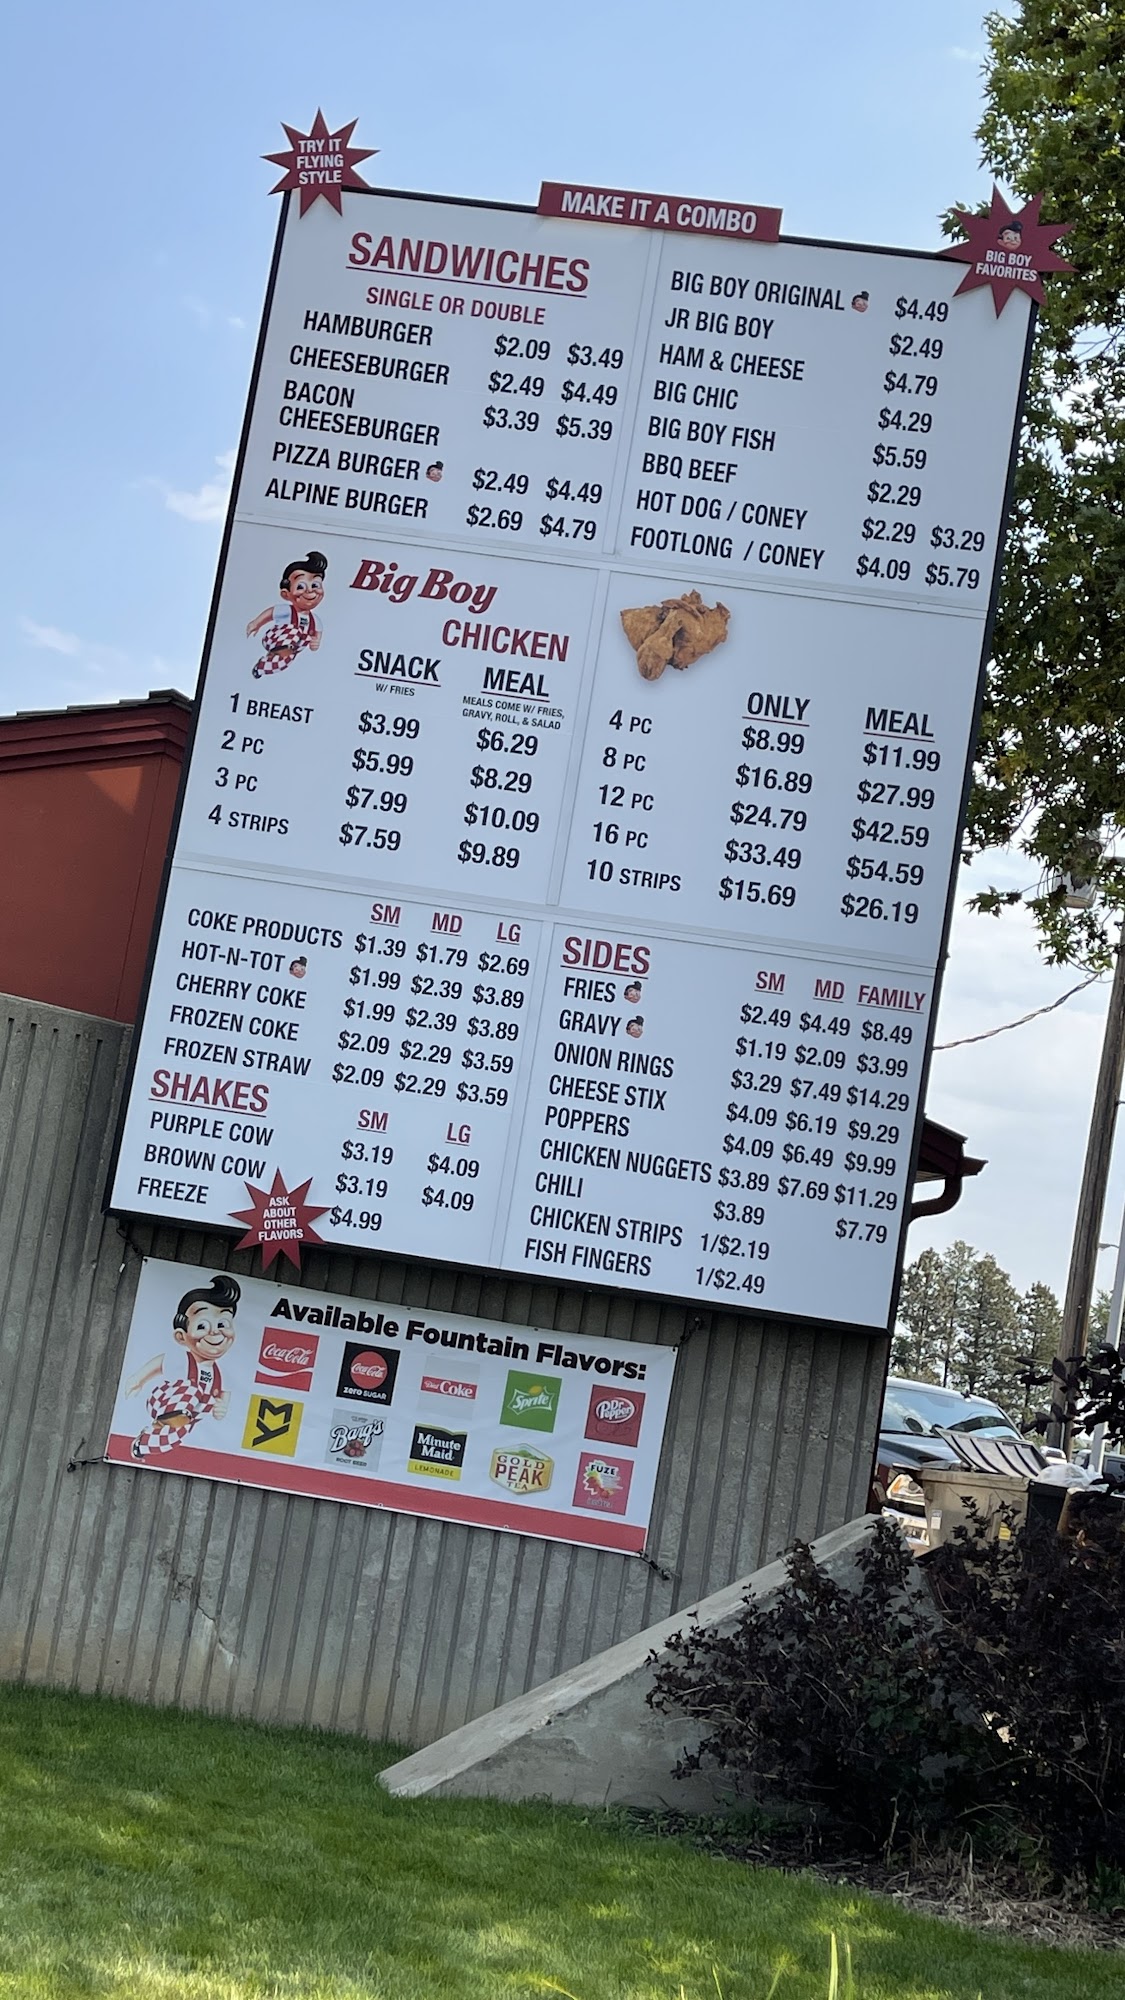 TRY IT
FLYING
STYLE
MAKE IT A COMBO
BIG BOY
FAVORITES
SANDWICHES
SINGLE OR DOUBLE
HAMBURGER $2.09 $3.49
CHEESEBURGER $2.49 $4.49
BACON
CHEESEBURGER $3.39 $5.39
PIZZA BURGER $2.49 $4.49
ALPINE BURGER $2.69 $4.79
BIG BOY ORIGINAL $4.49
JR BIG BOY $2.49
HAM & CHEESE $4.79
BIG CHIC $4.29
BIG BOY FISH $5.59
BBQ BEEF $2.29
HOT DOG / CONEY $2.29 $3.29
FOOTLONG / CONEY $4.09 $5.79
Big Boy
CHICKEN
SNACK MEAL
W/ FRIES
MEALS COME W/ FRIES,
GRAVY, ROLL, & SALAD
1 BREAST $3.99 $6.29
2 PC $5.99 $8.29
3 PC $7.99 $10.09
4 STRIPS $7.59 $9.89
ONLY MEAL
4 PC $8.99 $11.99
8 PC $16.89 $27.99
12 PC $24.79 $42.59
16 PC $33.49 $54.59
10 STRIPS $15.69 $26.19
SM MD LG
COKE PRODUCTS $1.39 $1.79 $2.69
HOT-N-TOT $1.99 $2.39 $3.89
CHERRY COKE $1.99 $2.39 $3.89
FROZEN COKE $2.09 $2.29 $3.59
FROZEN STRAW $2.09 $2.29 $3.59
SHAKES
SM LG
PURPLE COW $3.19 $4.09
BROWN COW $3.19 $4.09
FREEZE $4.99
ASK
ABOUT
OTHER
FLAVORS
SIDES
SM MD FAMILY
FRIES $2.49 $4.49 $8.49
GRAVY $1.19 $2.09 $3.99
ONION RINGS $3.29 $7.49 $14.29
CHEESE STIX $4.09 $6.19 $9.29
POPPERS $4.09 $6.49 $9.99
CHICKEN NUGGETS $3.89 $7.69 $11.29
CHILI $3.89 $7.79
CHICKEN STRIPS 1/$2.19
FISH FINGERS 1/$2.49
Available Fountain Flavors:
BIG
BOY
Coca-Cola
Coca-Cola
ZERO SUGAR
Diet Coke
Sprite
Dr
Pepper
MY
Barq's
ROOT BEER
Minute
Maid
LEMONADE
GOLD
PEAK
TEA
FUZE